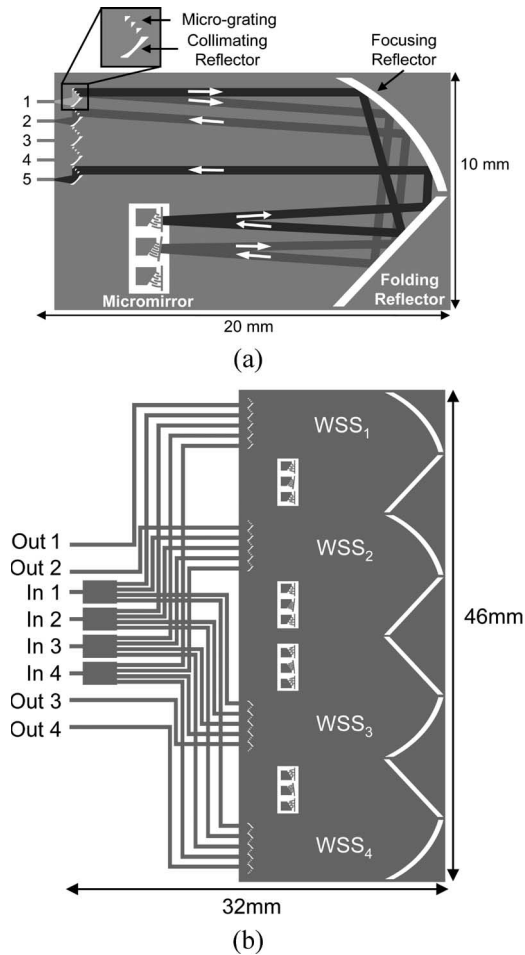 Micro-grating
Collimating
Reflector
Focusing
Reflector
1
2
3
4
5
10 mm
Micromirror
Folding
Reflector
20 mm
(a)
WSS1
Out 1
Out 2
WSS2
In 1
In 2
46mm
In 3
In 4
Out 3
WSS3
Out 4
WSS4
32mm
(b)